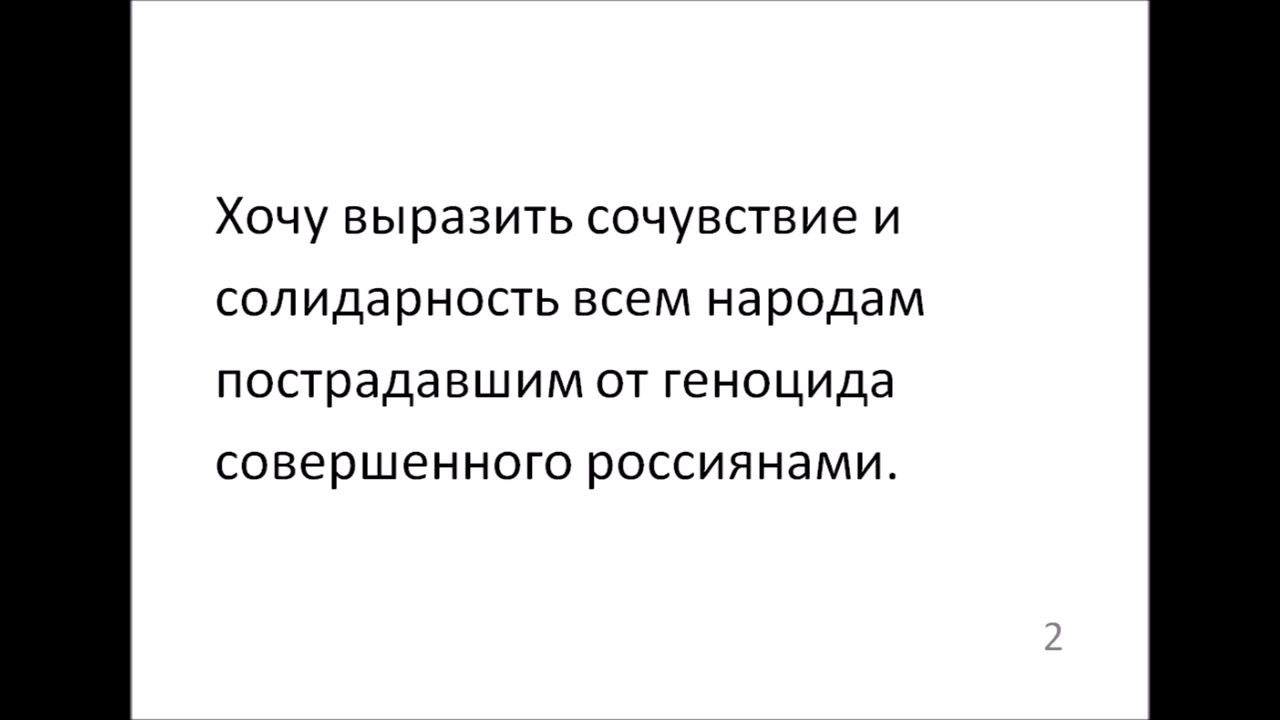 Хочу выразить сочувствие и
солидарность всем народам
пострадавшим от геноцида
совершенного россиянами.
2